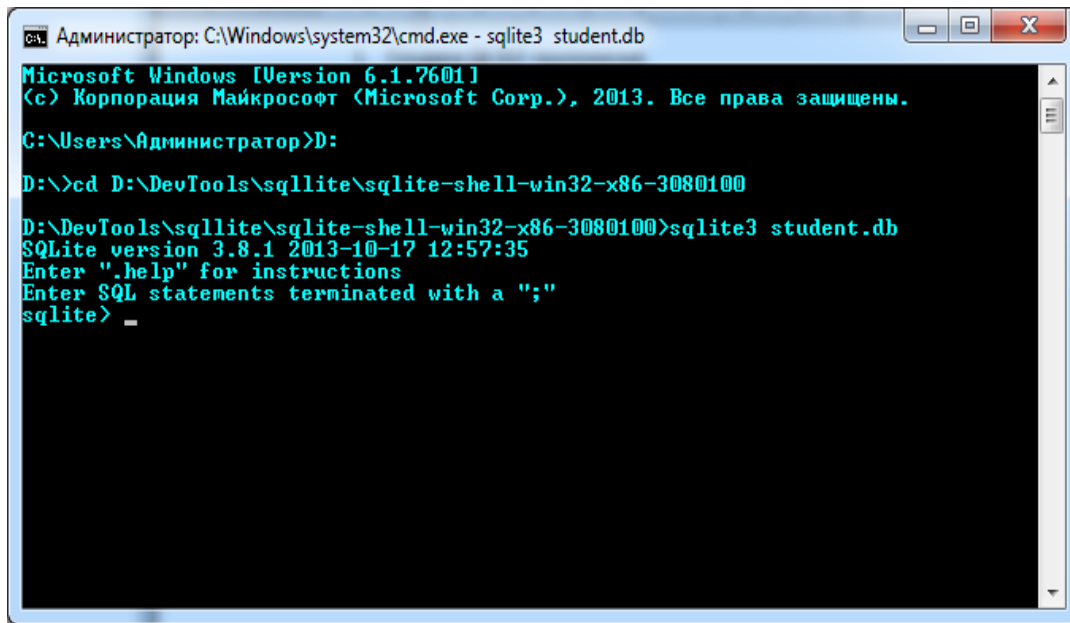 Администратор: C:\Windows\system32\cmd.exe - sqlite3 student.db
Microsoft Windows [Version 6.1.7601]
(c) Корпорация Майкрософт (Microsoft Corp.), 2013. Все права защищены.
C:\Users\Администратор>D:
D:\>cd D:\DevTools\sqllite\sqlite-shell-win32-x86-3080100
D:\DevTools\sqllite\sqlite-shell-win32-x86-3080100>sqlite3 student.db
SQLite version 3.8.1 2013-10-17 12:57:35
Enter ".help" for instructions
Enter SQL statements terminated with a ";"
sqlite> _